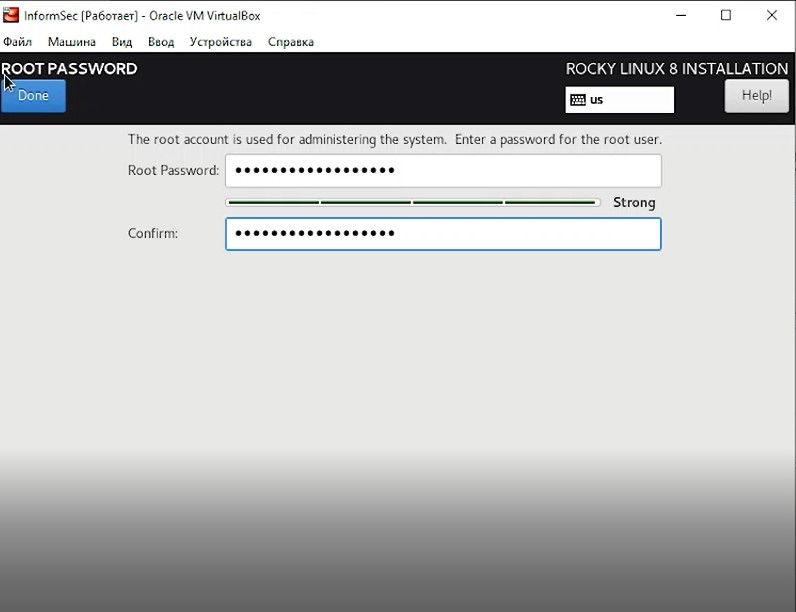 InformSec [Работает] - Oracle VM VirtualBox
Файл Машина Вид Ввод Устройства Справка
ROOT PASSWORD
ROCKY LINUX 8 INSTALLATION
Done
us
Help!
The root account is used for administering the system. Enter a password for the root user.
Root Password: ••••••••••••••••••
Strong
Confirm: ••••••••••••••••••